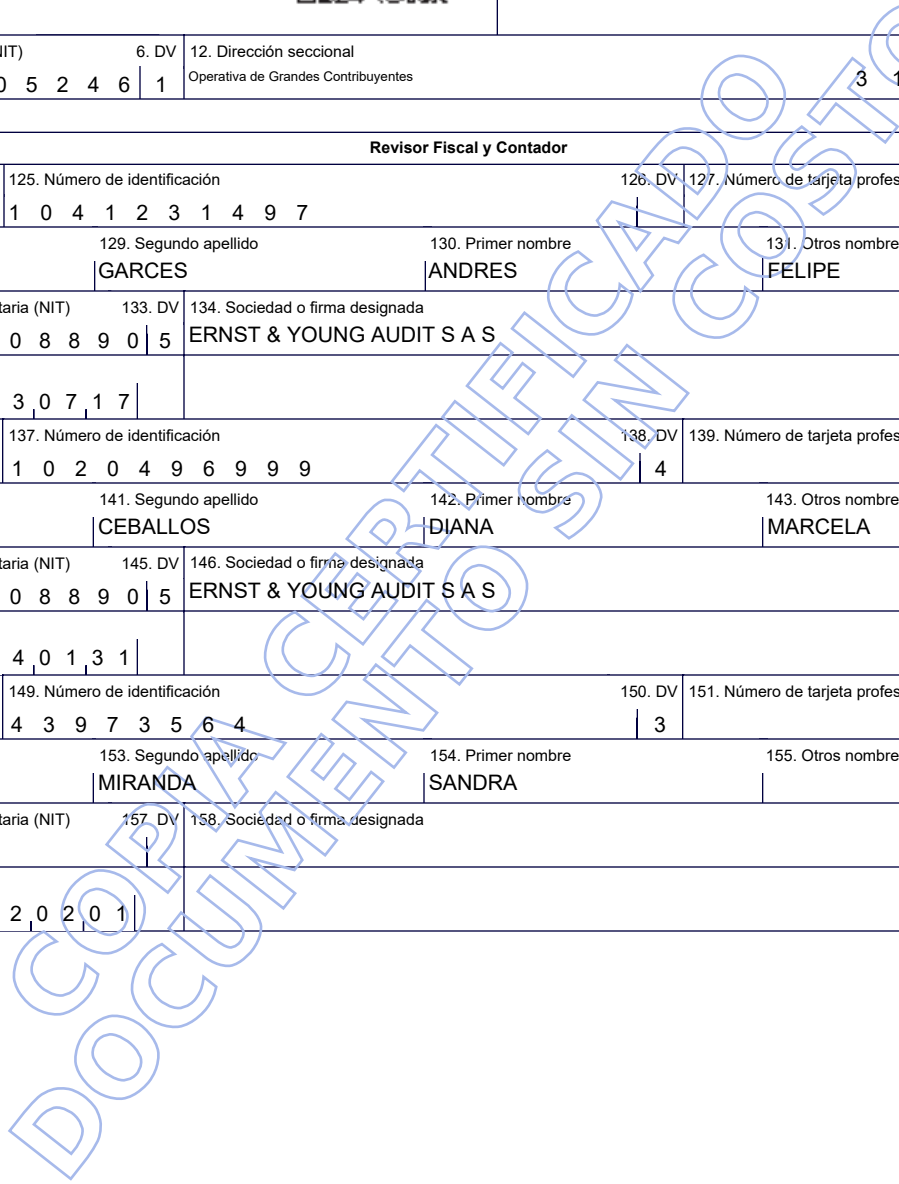 NIT) 6. DV 12. Dirección seccional
0 5 2 4 6 1 Operativa de Grandes Contribuyentes 3 1
Revisor Fiscal y Contador
125. Número de identificación 126. DV 127. Número de tarjeta profes
1 0 4 1 2 3 1 4 9 7
129. Segundo apellido 130. Primer nombre 131. Otros nombre
GARCES ANDRES FELIPE
taria (NIT) 133. DV 134. Sociedad o firma designada
0 8 8 9 0 5 ERNST & YOUNG AUDIT S A S
3 0 7 1 7
137. Número de identificación 138. DV 139. Número de tarjeta profes
1 0 2 0 4 9 6 9 9 9 4
141. Segundo apellido 142. Primer nombre 143. Otros nombre
CEBALLOS DIANA MARCELA
taria (NIT) 145. DV 146. Sociedad o firma designada
0 8 8 9 0 5 ERNST & YOUNG AUDIT S A S
4 0 1 3 1
149. Número de identificación 150. DV 151. Número de tarjeta profes
4 3 9 7 3 5 6 4 3
153. Segundo apellido 154. Primer nombre 155. Otros nombre
MIRANDA SANDRA
taria (NIT) 157. DV 158. Sociedad o firma designada
2 0 2 0 1
COPIA CERTIFICADO
DOCUMENTO SIN COSTO